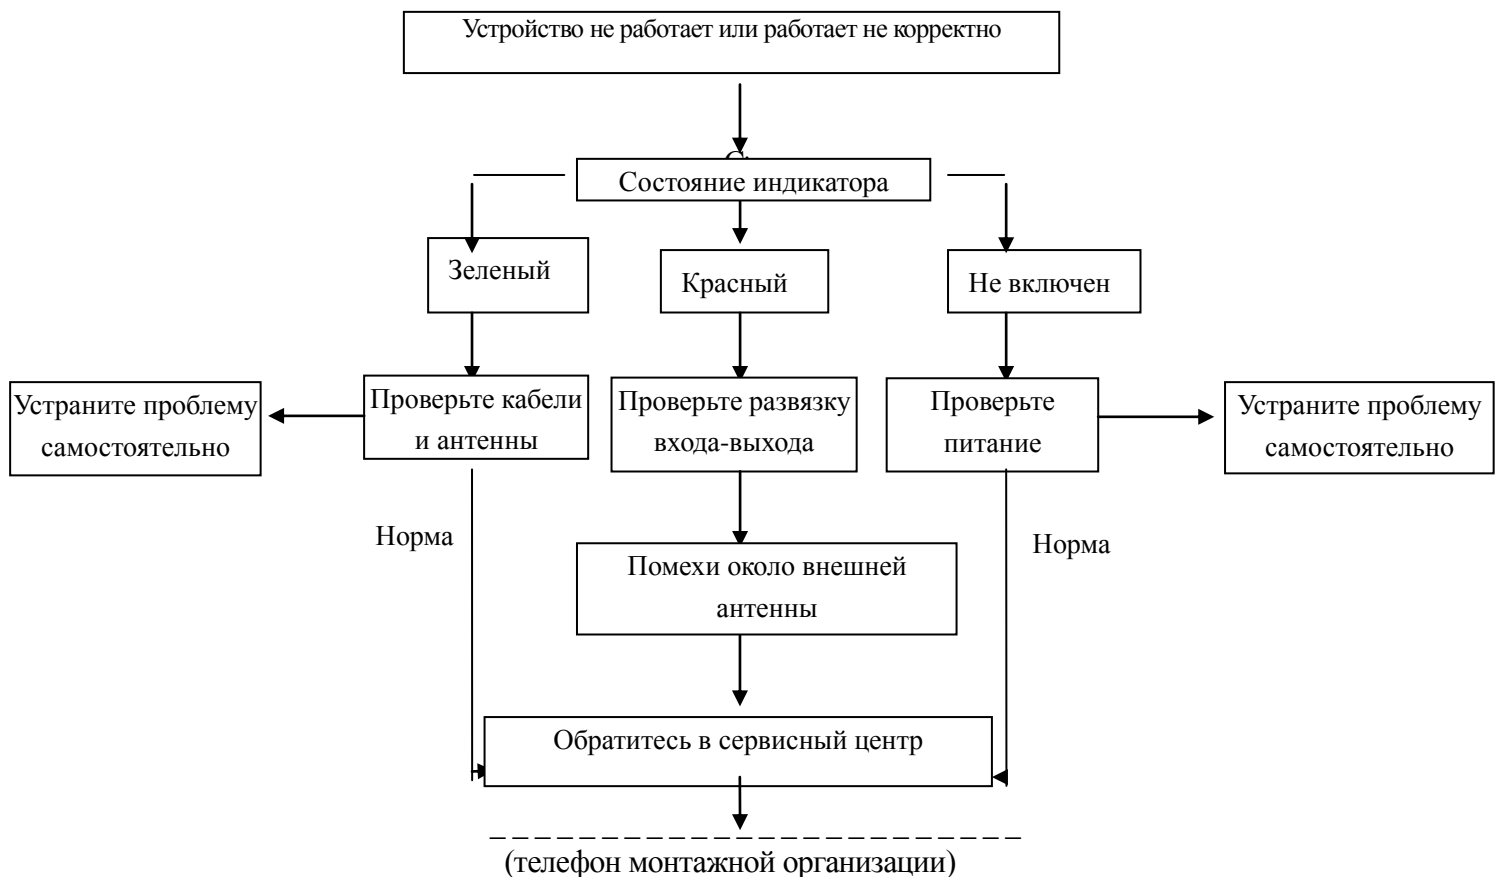 Устройство не работает или работает не корректно
Состояние индикатора
Зеленый
Красный
Не включен
Устраните проблему
самостоятельно
Проверьте кабели
и антенны
Проверьте развязку
входа-выхода
Проверьте
питание
Устраните проблему
самостоятельно
Норма
Норма
Помехи около внешней
антенны
Обратитесь в сервисный центр
(телефон монтажной организации)